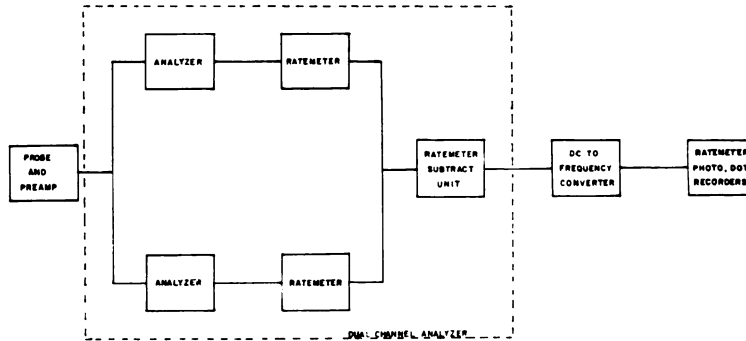 ANALYZER
RATEMETER
PROBE
AND
PREAMP
RATEMETER
SUBTRACT
UNIT
DC TO
FREQUENCY
CONVERTER
RATEMETER
PHOTO, DOT
RECORDERS
ANALYZER
RATEMETER
DUAL CHANNEL ANALYZER